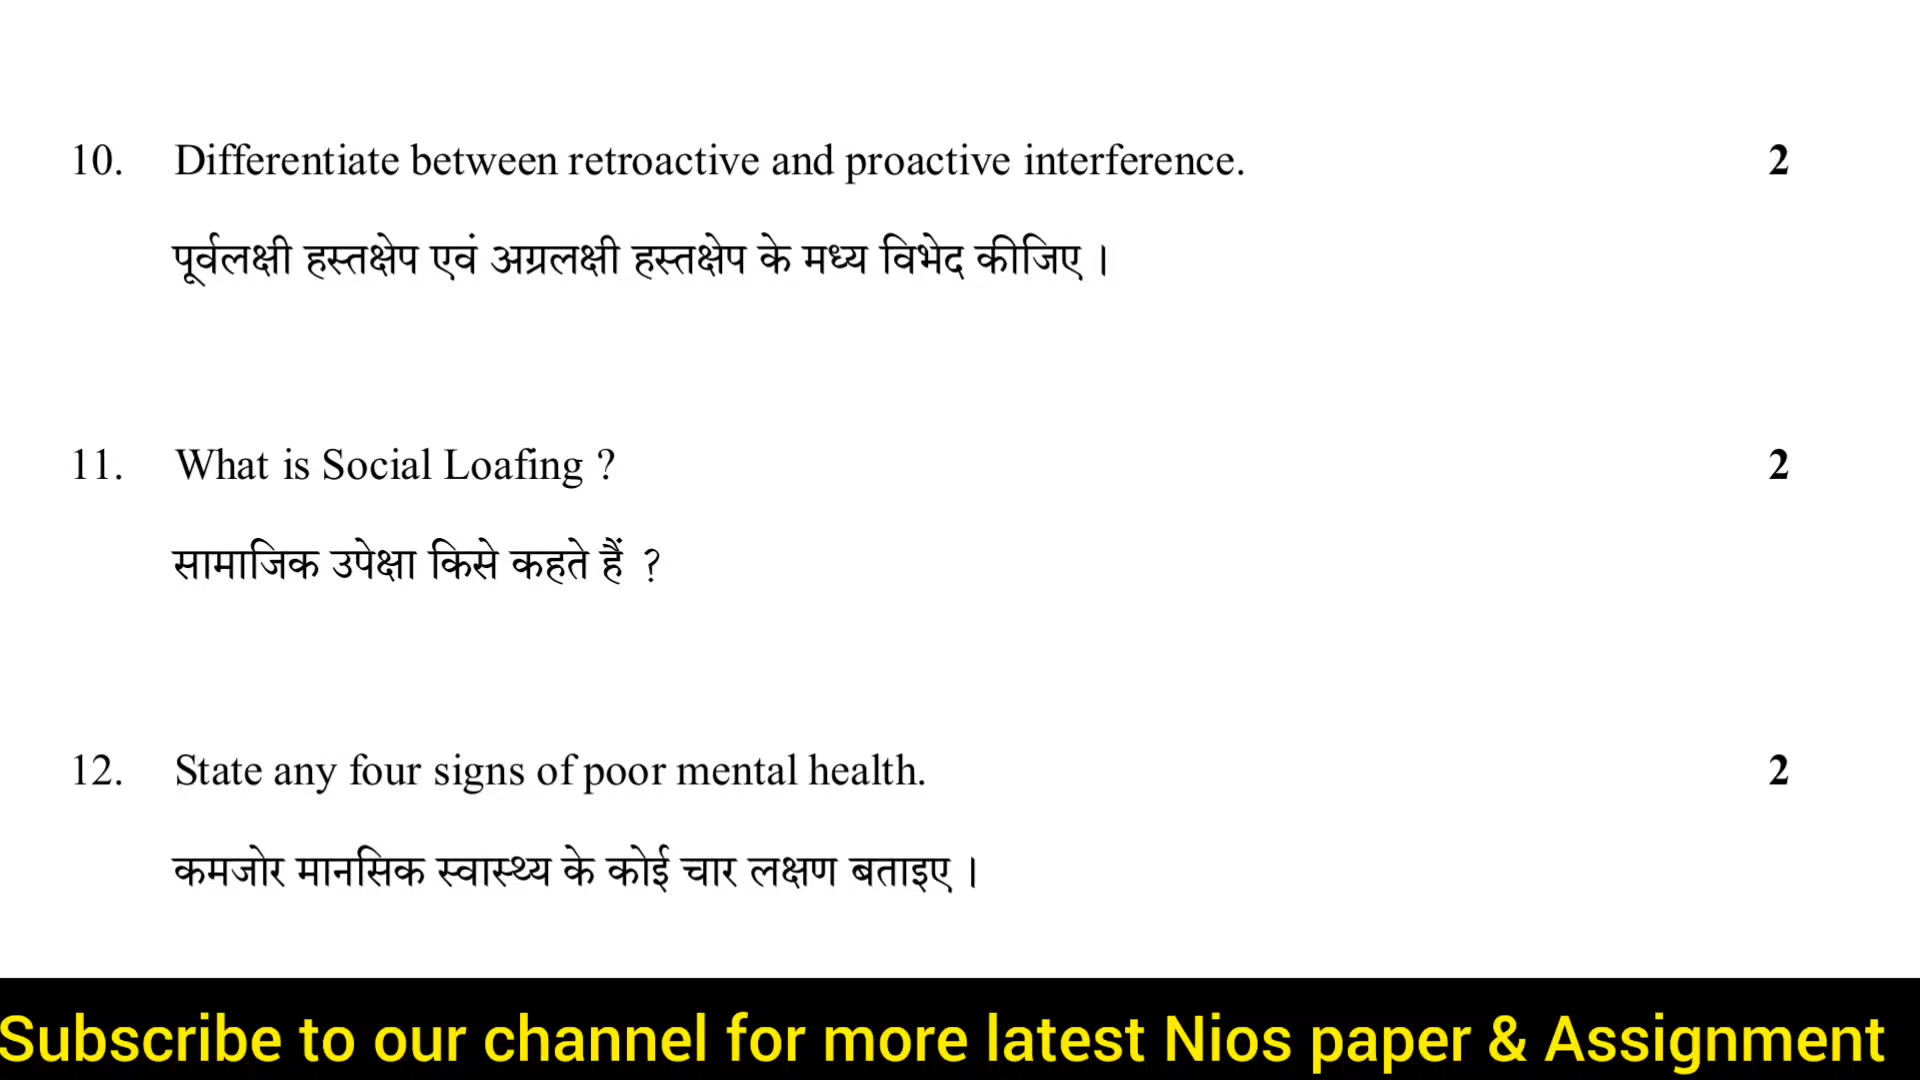 10. Differentiate between retroactive and proactive interference. 2
पूर्वलक्षी हस्तक्षेप एवं अग्रलक्षी हस्तक्षेप के मध्य विभेद कीजिए ।
11. What is Social Loafing ? 2
सामाजिक उपेक्षा किसे कहते हैं ?
12. State any four signs of poor mental health. 2
कमजोर मानसिक स्वास्थ्य के कोई चार लक्षण बताइए ।
Subscribe to our channel for more latest Nios paper & Assignment